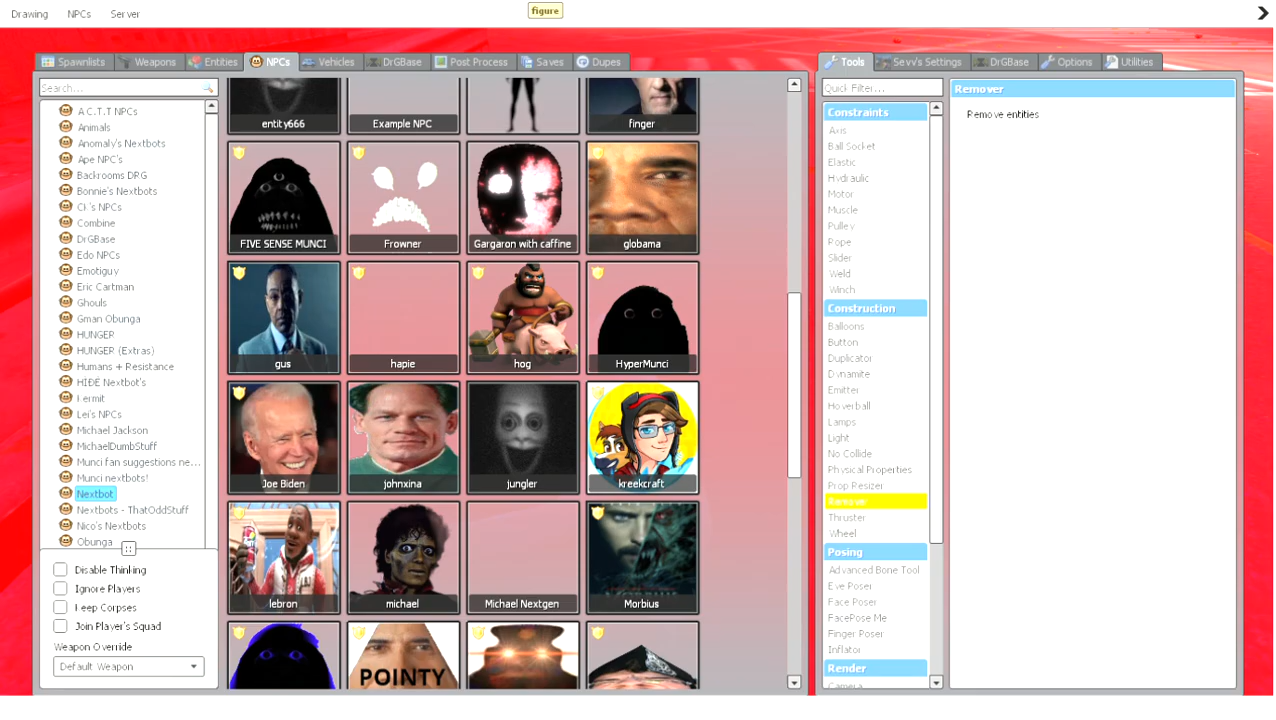 Drawing NPCs Server
figure
Spawnlists Weapons Entities NPCs Vehicles DrGBase Post Process Saves Dupes
Tools Sevv's Settings DrGBase Options Utilities
Search...
A.C.T.T NPCs
Animals
Anomaly's Nextbots
Ape NPC's
Backrooms DRG
Bonnie's Nextbots
Combine
DrGBase
Edo NPCs
Emotiguy
Eric Cartman
Ghouls
Gman Obunga
HUNGER
HUNGER (Extras)
Humans + Resistance
HIDE Nextbot's
Kermit
Lei's NPCs
Michael Jackson
MichaelDumbStuff
Munci fan suggestions ne...
Munci nextbots!
Nextbot
Nextbots - ThatOddStuff
Nico's Nextbots
Obunga
Disable Thinking
Ignore Players
Keep Corpses
Join Player's Squad
Weapon Override
Default Weapon
entity666
Example NPC
finger
FIVE SENSE MUNCI
Frowner
Gargaron with caffine
globama
gus
hapie
hog
HyperMunci
Joe Biden
johnxina
jungler
kreekcraft
lebron
michael
Michael Nextgen
Morbius
POINTY
Quick Filter...
Constraints
Axis
Ball Socket
Elastic
Hydraulic
Motor
Muscle
Pulley
Rope
Slider
Weld
Winch
Construction
Balloons
Button
Duplicator
Dynamite
Emitter
Hoverball
Lamps
Light
No Collide
Physical Properties
Prop Resizer
Remover
Thruster
Wheel
Posing
Advanced Bone Tool
Eye Poser
Face Poser
FacePose Me
Finger Poser
Inflator
Render
Camera
Remover
Remove entities